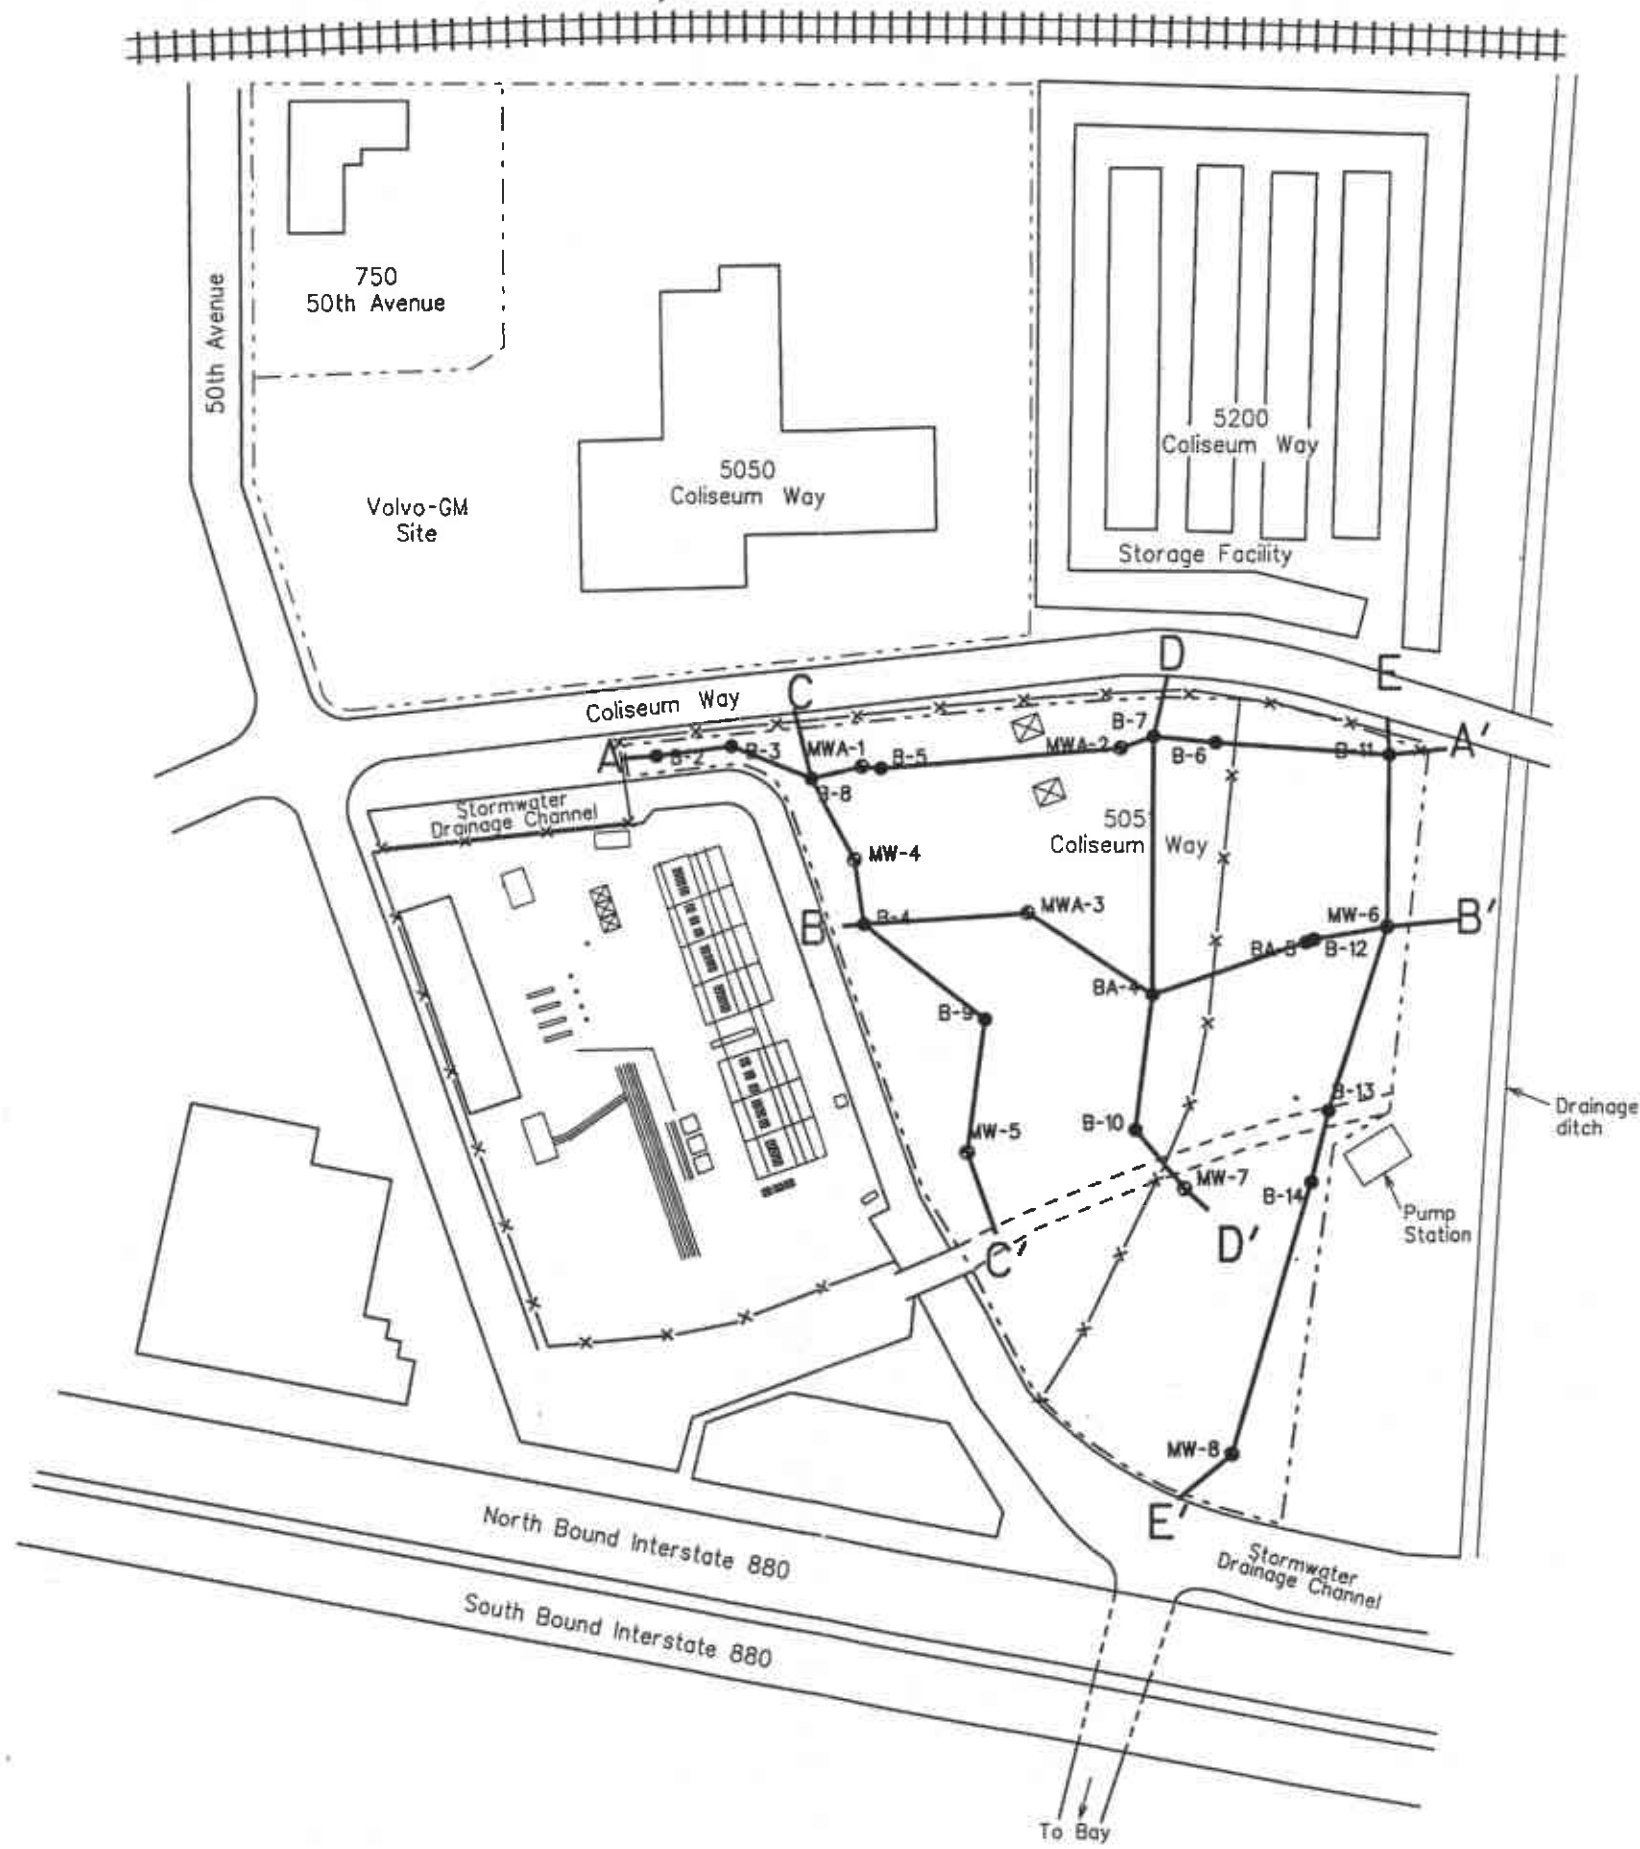 750
50th Avenue
50th Avenue
5200
Coliseum Way
5050
Coliseum Way
Volvo-GM
Site
Storage Facility
D
E
C
Coliseum Way
B-7
A'
A
B-2
B-3
MWA-1
B-5
MWA-2
B-6
B-11
B-8
Stormwater
Drainage Channel
505
Coliseum Way
MW-4
MWA-3
B
B-4
MW-6
B'
B-12
BA-4
B-9
B-13
Drainage
ditch
B-10
MW-5
MW-7
B-14
Pump
Station
C'
D'
MW-8
E'
North Bound Interstate 880
Stormwater
Drainage Channel
South Bound Interstate 880
To Bay